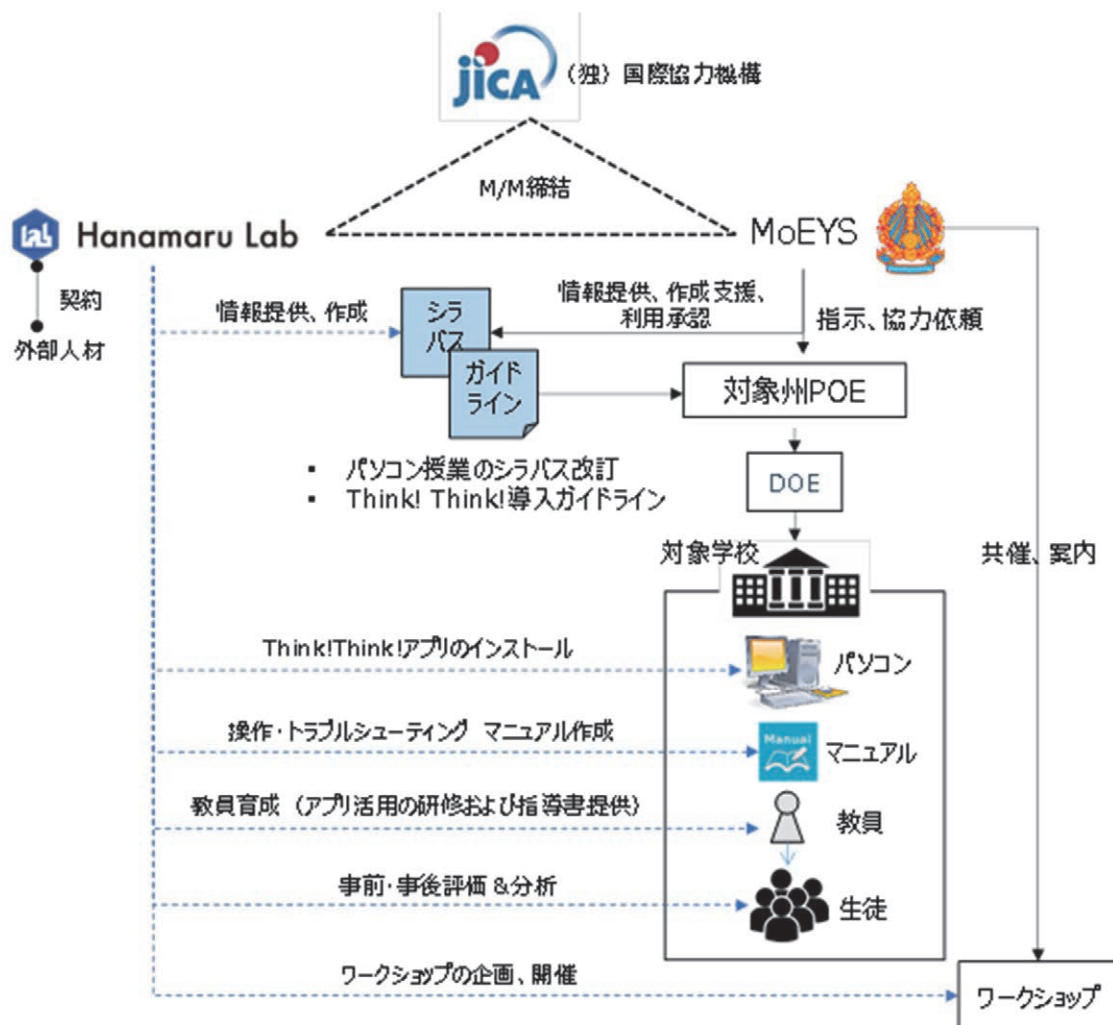 jICA
（独）国際協力機構
M/M締結
Lab
Hanamaru Lab
MoEYS
契約
外部人材
情報提供、作成
シラ
バス
ガイド
ライン
情報提供、作成支援、
利用承認
指示、協力依頼
対象州POE
▪ パソコン授業のシラバス改訂
▪ Think! Think!導入ガイドライン
DOE
対象学校
共催、案内
Think!Think!アプリのインストール
パソコン
操作・トラブルシューティング マニュアル作成
Manual
マニュアル
教員育成（アプリ活用の研修および指導書提供）
教員
事前・事後評価＆分析
生徒
ワークショップの企画、開催
ワークショップ